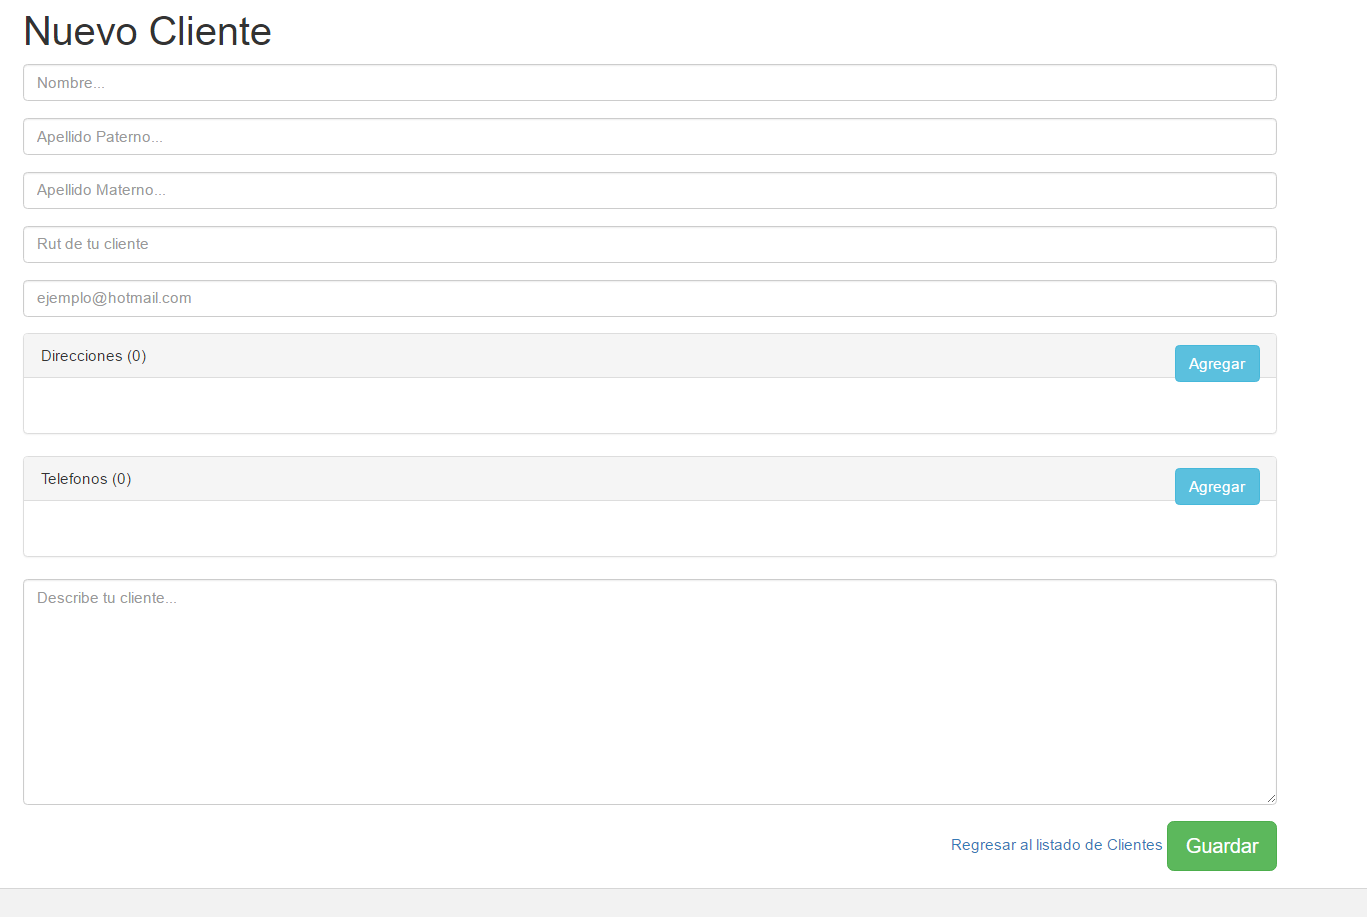 Nuevo Cliente
Nombre...
Apellido Paterno...
Apellido Materno...
Rut de tu cliente
ejemplo@hotmail.com
Direcciones (0)
Agregar
Telefonos (0)
Agregar
Describe tu cliente...
Regresar al listado de Clientes Guardar